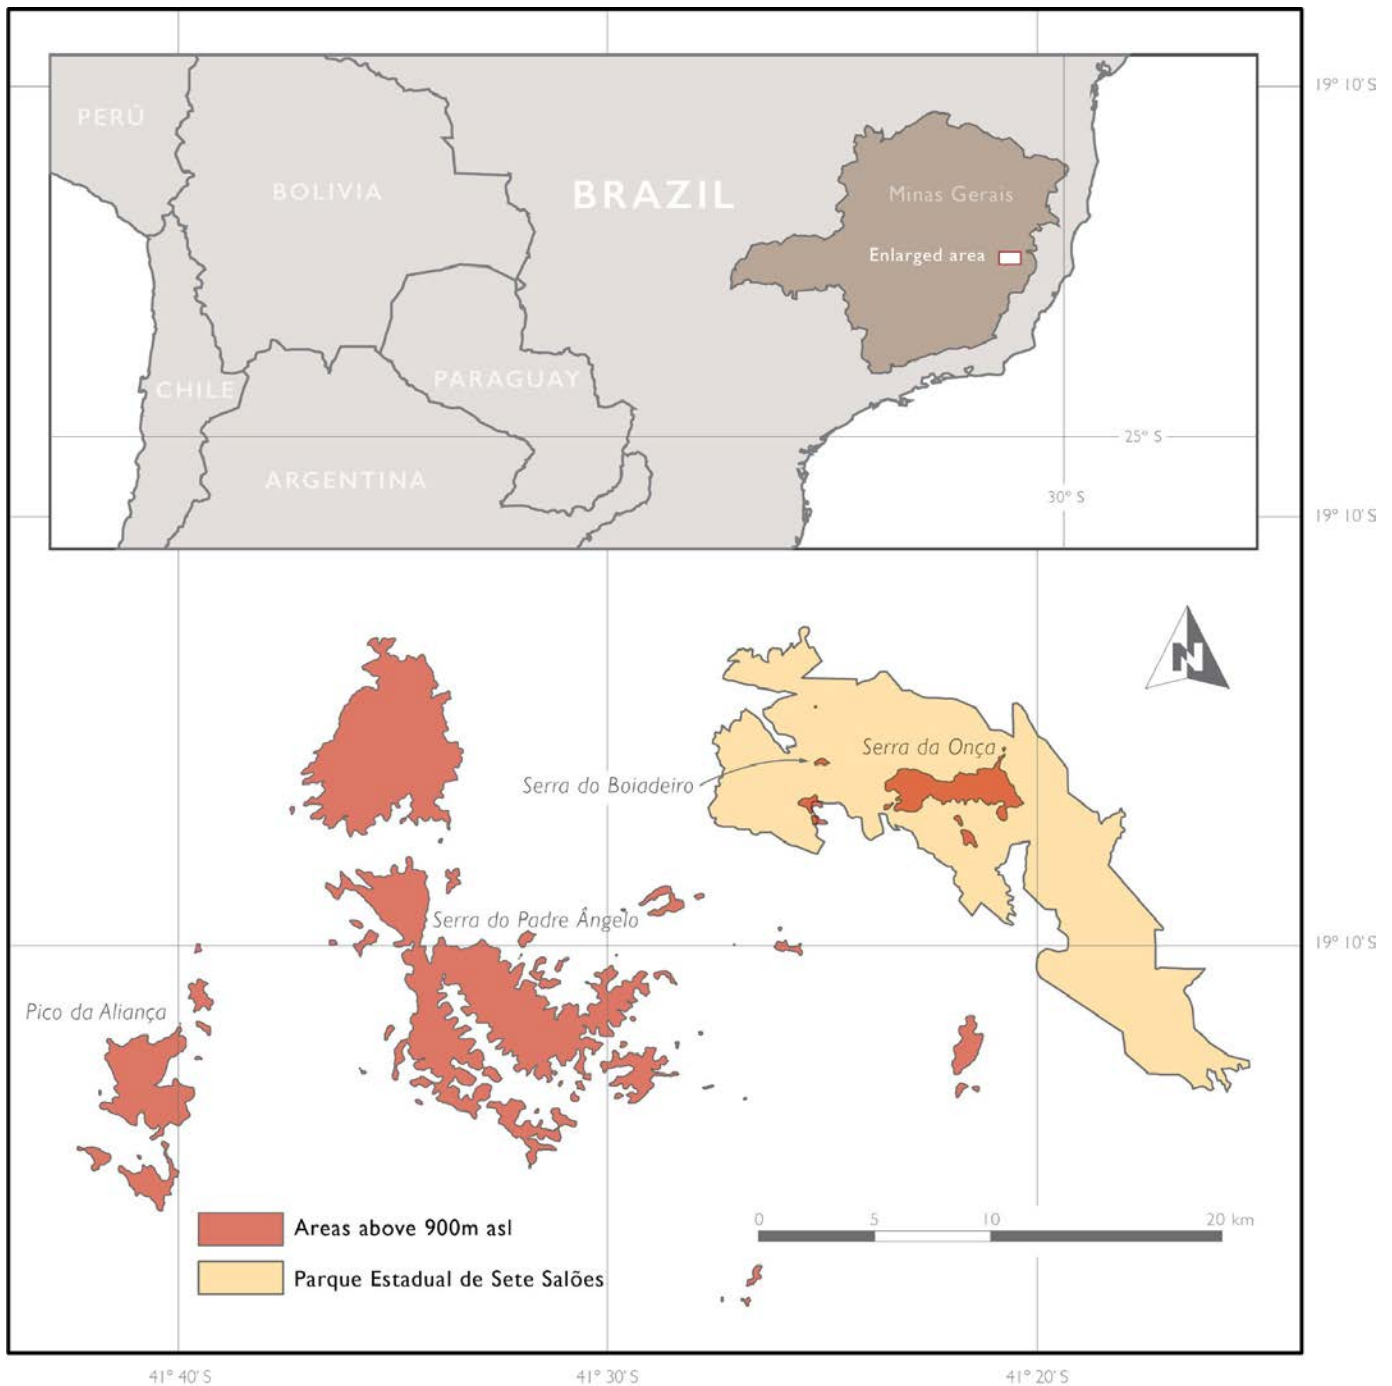 19° 10' S
PERÚ
BOLIVIA
BRAZIL
Minas Gerais
Enlarged area
CHILE
PARAGUAY
25° S
ARGENTINA
30° S
19° 10' S
N
Serra da Onça
Serra do Boiadeiro
Serra do Padre Ângelo
19° 10' S
Pico da Aliança
Areas above 900m asl
0 5 10 20 km
Parque Estadual de Sete Salões
41° 40' S 41° 30' S 41° 20' S